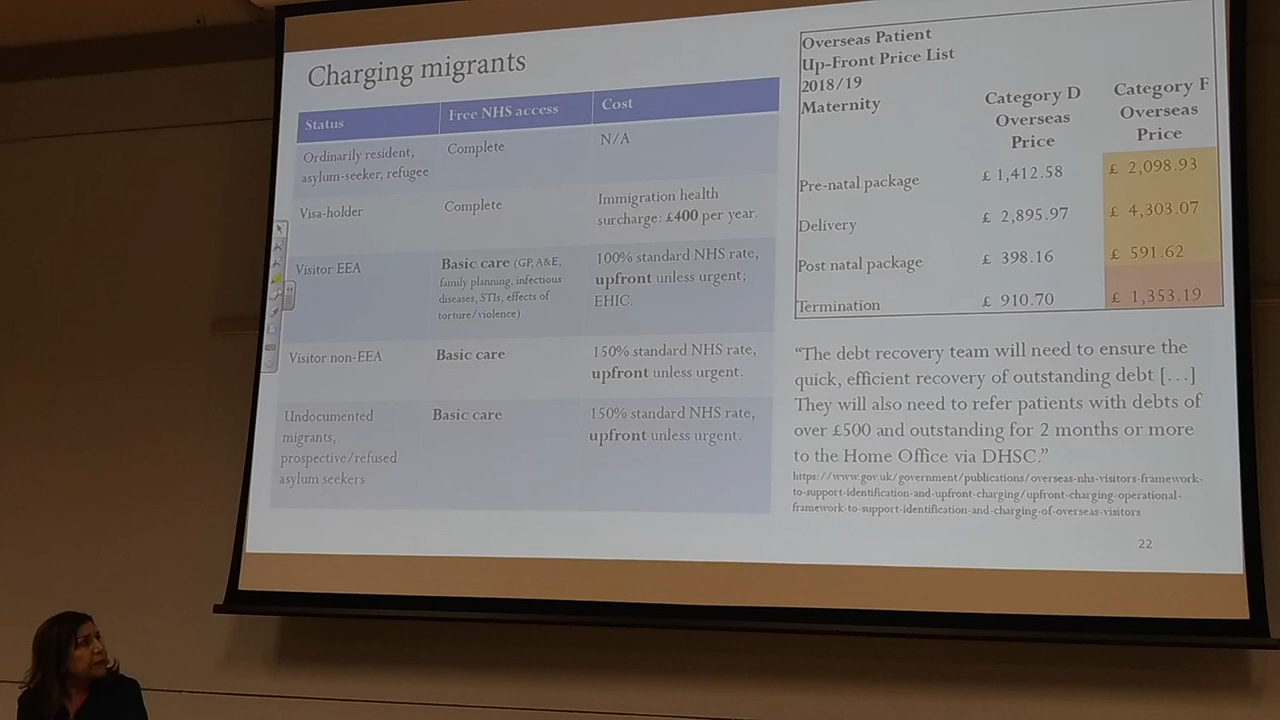 Charging migrants
Status
Free NHS access
Cost
Ordinarily resident,
asylum-seeker, refugee
Complete
N/A
Visa-holder
Complete
Immigration health
surcharge: £400 per year.
Visitor EEA
Basic care (GP, A&E,
family planning, infectious
diseases, STIs, effects of
torture/violence)
100% standard NHS rate,
upfront unless urgent;
EHIC.
Visitor non-EEA
Basic care
150% standard NHS rate,
upfront unless urgent.
Undocumented
migrants,
prospective/refused
asylum seekers
Basic care
150% standard NHS rate,
upfront unless urgent.
Overseas Patient
Up-Front Price List
2018/19
Maternity
Category D
Overseas
Price
Category F
Overseas
Price
Pre-natal package
£ 1,412.58
£ 2,098.93
Delivery
£ 2,895.97
£ 4,303.07
Post natal package
£ 398.16
£ 591.62
Termination
£ 910.70
£ 1,353.19
“The debt recovery team will need to ensure the
quick, efficient recovery of outstanding debt […]
They will also need to refer patients with debts of
over £500 and outstanding for 2 months or more
to the Home Office via DHSC.”
https://www.gov.uk/government/publications/overseas-nhs-visitors-framework-
to-support-identification-and-upfront-charging/upfront-charging-operational-
framework-to-support-identification-and-charging-of-overseas-visitors
22